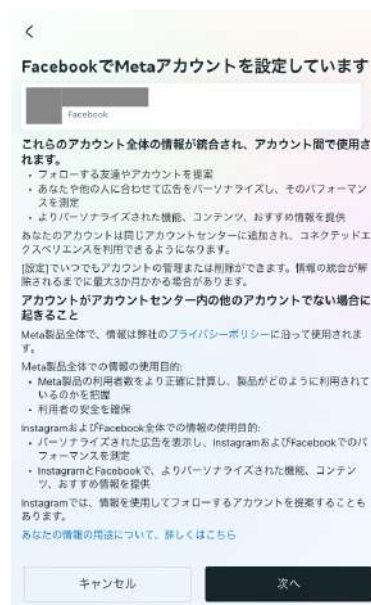 FacebookでMetaアカウントを設定しています
Facebook
これらのアカウント全体の情報が統合され、アカウント間で使用さ
れます。
・フォローする友達やアカウントを提案
・あなたや他の人に合わせて広告をパーソナライズし、そのパフォーマン
スを測定
・よりパーソナライズされた機能、コンテンツ、おすすめ情報を提供
あなたのアカウントは同じアカウントセンターに追加され、コネクテッドエ
クスペリエンスを利用できるようになります。
[設定]でいつでもアカウントの管理または削除ができます。情報の統合が解
除されるまでに最大3か月かかる場合があります。
アカウントがアカウントセンター内の他のアカウントでない場合に
起きること
Meta製品全体で、情報は弊社のプライバシーポリシーに沿って使用されま
す。
Meta製品全体での情報の使用目的:
・Meta製品の利用者数をより正確に計算し、製品がどのように利用されて
いるのかを把握
・利用者の安全を確保
InstagramおよびFacebook全体での情報の使用目的:
・パーソナライズされた広告を表示し、InstagramおよびFacebookでのパ
フォーマンスを測定
・InstagramとFacebookで、よりパーソナライズされた機能、コンテン
ツ、おすすめ情報を提供
Instagramでは、情報を使用してフォローするアカウントを提案することも
あります。
あなたの情報の用途について、詳しくはこちら
キャンセル
次へ